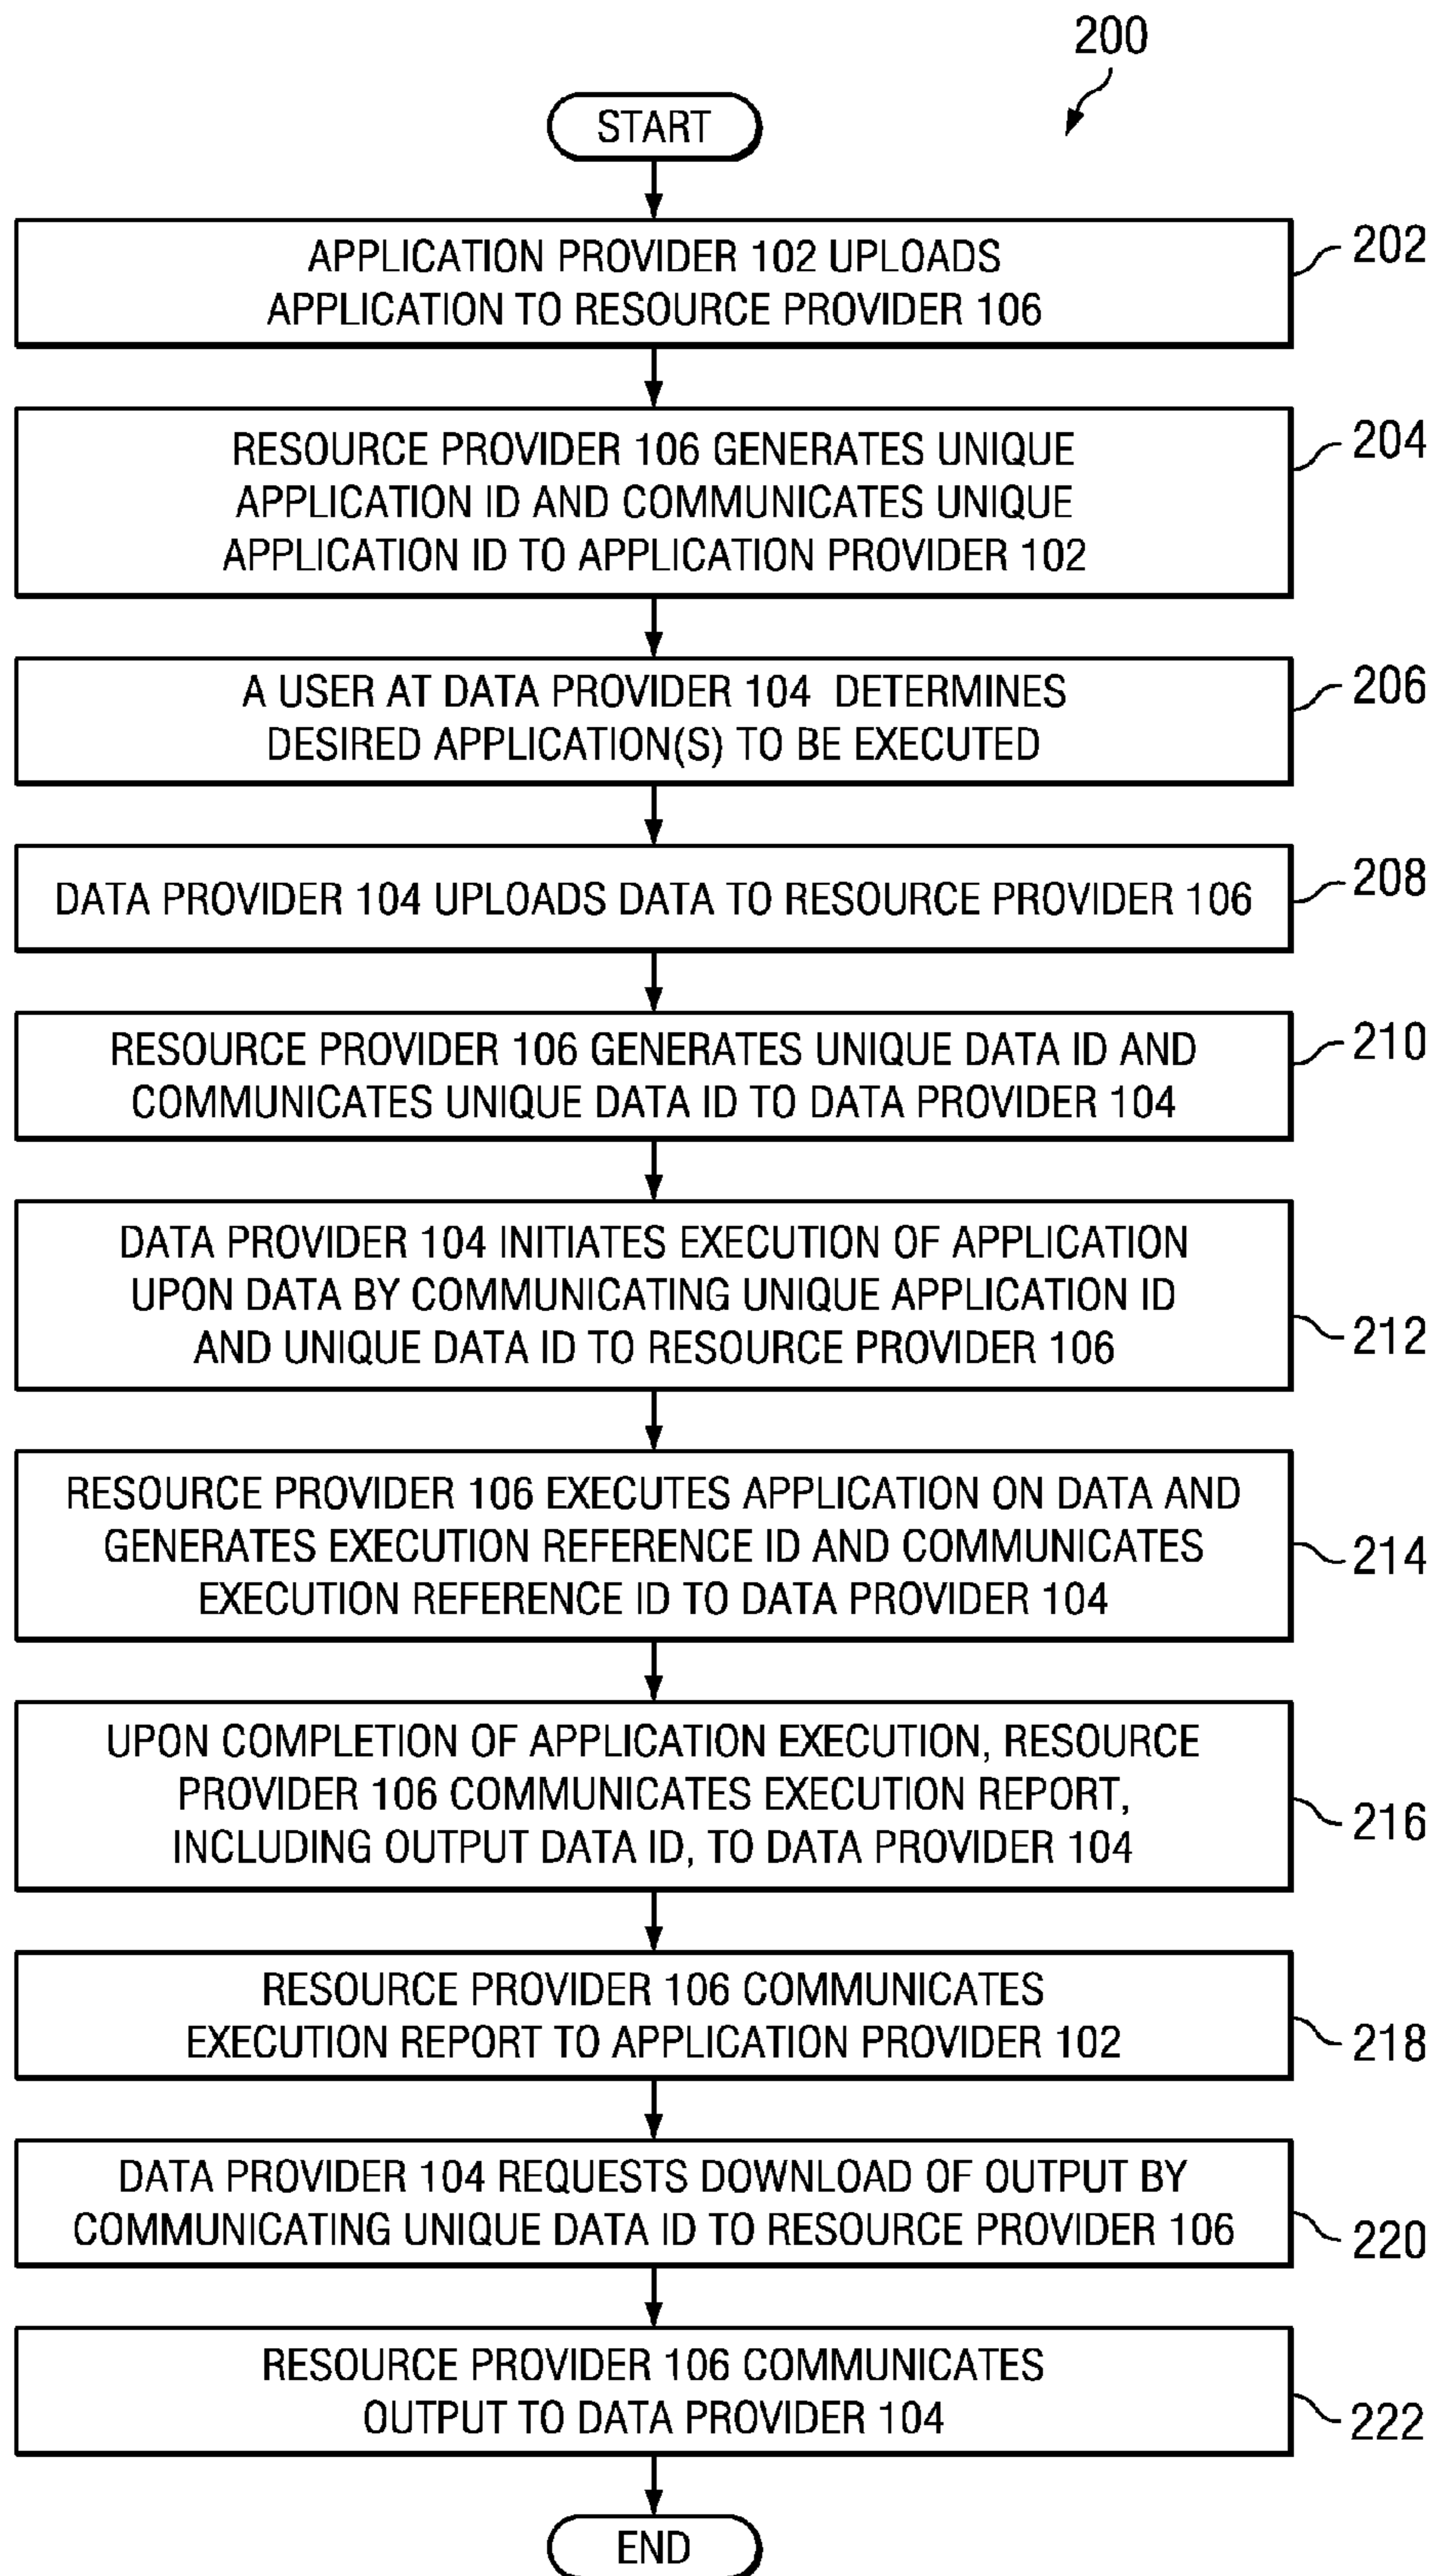 200
START
APPLICATION PROVIDER 102 UPLOADS
APPLICATION TO RESOURCE PROVIDER 106
202
RESOURCE PROVIDER 106 GENERATES UNIQUE
APPLICATION ID AND COMMUNICATES UNIQUE
APPLICATION ID TO APPLICATION PROVIDER 102
204
A USER AT DATA PROVIDER 104 DETERMINES
DESIRED APPLICATION(S) TO BE EXECUTED
206
DATA PROVIDER 104 UPLOADS DATA TO RESOURCE PROVIDER 106
208
RESOURCE PROVIDER 106 GENERATES UNIQUE DATA ID AND
COMMUNICATES UNIQUE DATA ID TO DATA PROVIDER 104
210
DATA PROVIDER 104 INITIATES EXECUTION OF APPLICATION
UPON DATA BY COMMUNICATING UNIQUE APPLICATION ID
AND UNIQUE DATA ID TO RESOURCE PROVIDER 106
212
RESOURCE PROVIDER 106 EXECUTES APPLICATION ON DATA AND
GENERATES EXECUTION REFERENCE ID AND COMMUNICATES
EXECUTION REFERENCE ID TO DATA PROVIDER 104
214
UPON COMPLETION OF APPLICATION EXECUTION, RESOURCE
PROVIDER 106 COMMUNICATES EXECUTION REPORT,
INCLUDING OUTPUT DATA ID, TO DATA PROVIDER 104
216
RESOURCE PROVIDER 106 COMMUNICATES
EXECUTION REPORT TO APPLICATION PROVIDER 102
218
DATA PROVIDER 104 REQUESTS DOWNLOAD OF OUTPUT BY
COMMUNICATING UNIQUE DATA ID TO RESOURCE PROVIDER 106
220
RESOURCE PROVIDER 106 COMMUNICATES
OUTPUT TO DATA PROVIDER 104
222
END